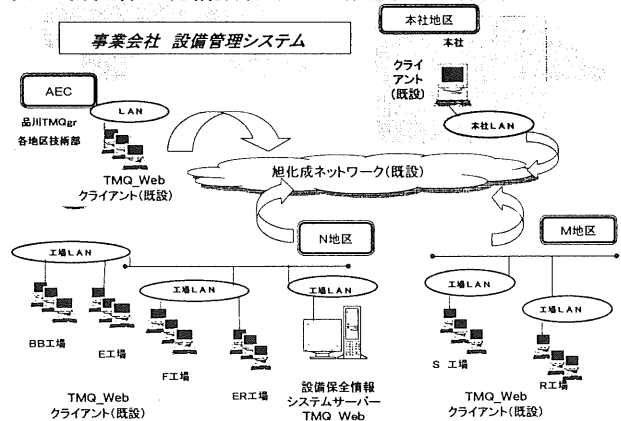 事業会社 設備管理システム
本社地区
本社
クライ
アント
(既設)
本社LAN
AEC
LAN
品川TMQgr
各地区技術部
TMQ_Web
クライアント(既設)
旭化成ネットワーク(既設)
N地区
M地区
工場LAN
工場LAN
工場LAN
工場LAN
工場LAN
BB工場
E工場
F工場
ER工場
設備保全情報
システムサーバー
TMQ Web
S 工場
R工場
TMQ_Web
クライアント(既設)
TMQ_Web
クライアント(既設)